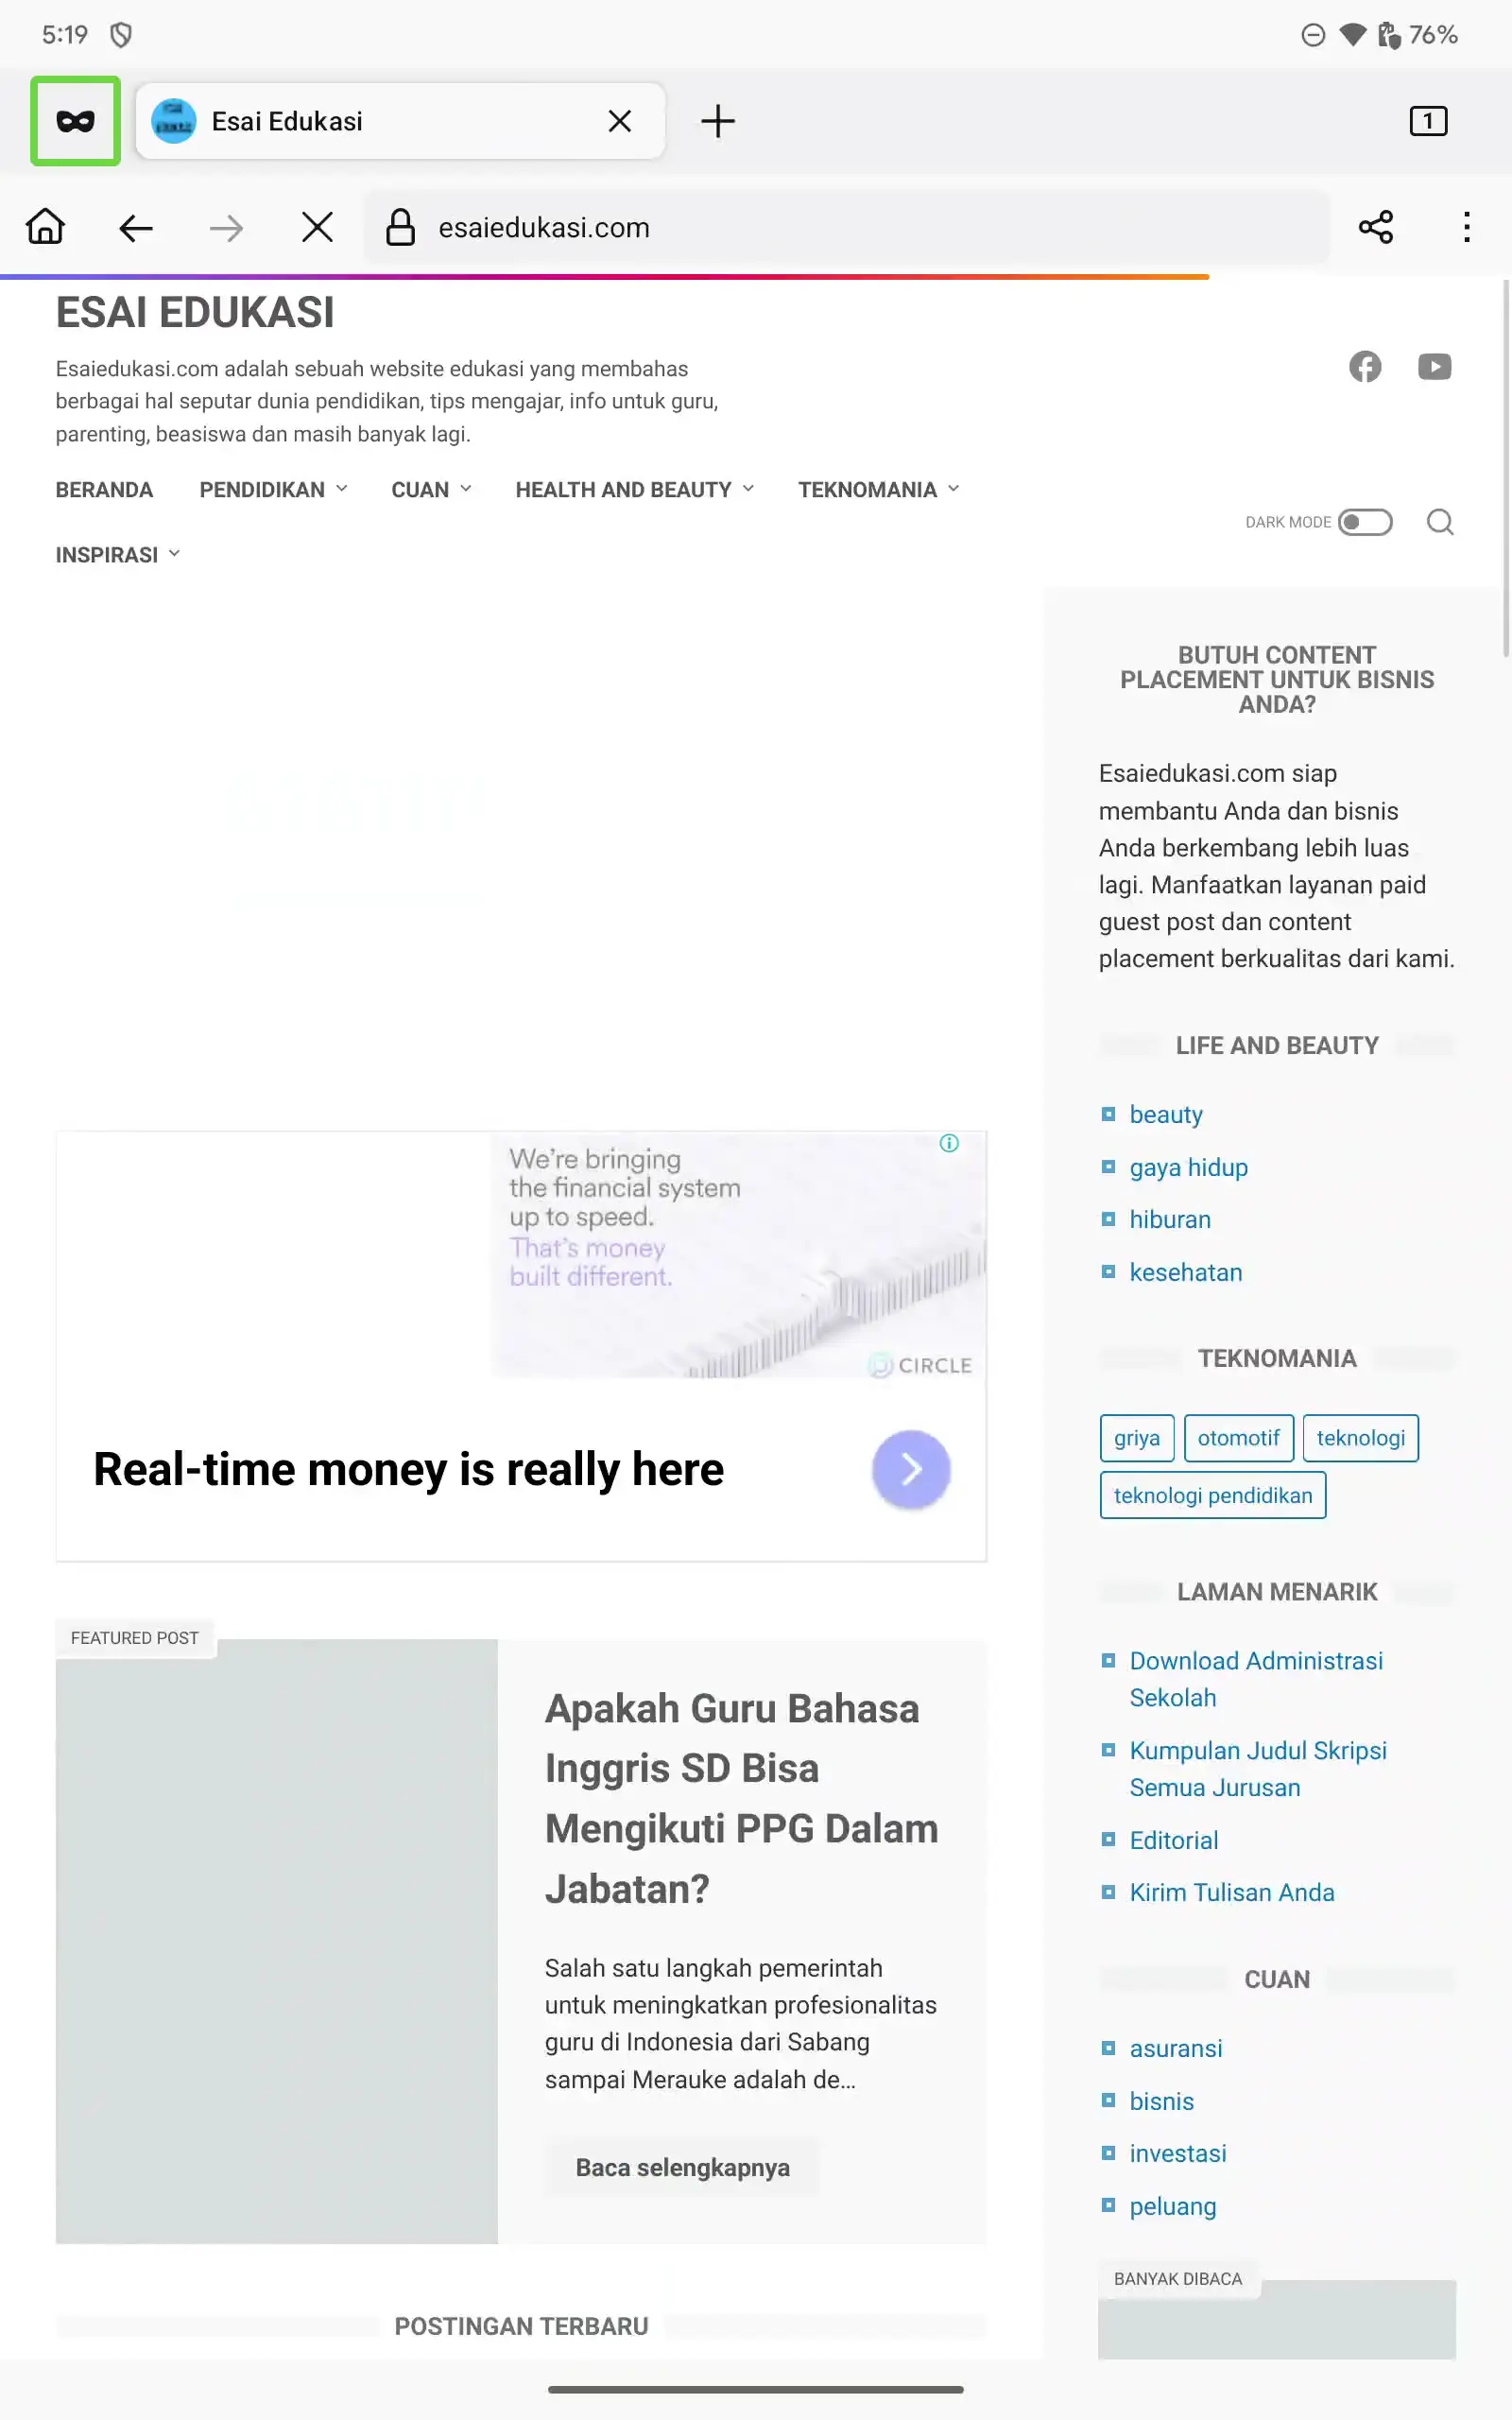 5:19
76%
Esai Edukasi
1
esaiedukasi.com
ESAI EDUKASI
Esaiedukasi.com adalah sebuah website edukasi yang membahas
berbagai hal seputar dunia pendidikan, tips mengajar, info untuk guru,
parenting, beasiswa dan masih banyak lagi.
BERANDA PENDIDIKAN CUAN HEALTH AND BEAUTY TEKNOMANIA
INSPIRASI
DARK MODE
We're bringing
the financial system
up to speed.
That's money
built different.
CIRCLE
Real-time money is really here
FEATURED POST
Apakah Guru Bahasa
Inggris SD Bisa
Mengikuti PPG Dalam
Jabatan?
Salah satu langkah pemerintah
untuk meningkatkan profesionalitas
guru di Indonesia dari Sabang
sampai Merauke adalah de...
Baca selengkapnya
POSTINGAN TERBARU
BUTUH CONTENT
PLACEMENT UNTUK BISNIS
ANDA?
Esaiedukasi.com siap
membantu Anda dan bisnis
Anda berkembang lebih luas
lagi. Manfaatkan layanan paid
guest post dan content
placement berkualitas dari kami.
LIFE AND BEAUTY
beauty
gaya hidup
hiburan
kesehatan
TEKNOMANIA
griya otomotif teknologi
teknologi pendidikan
LAMAN MENARIK
Download Administrasi
Sekolah
Kumpulan Judul Skripsi
Semua Jurusan
Editorial
Kirim Tulisan Anda
CUAN
asuransi
bisnis
investasi
peluang
BANYAK DIBACA